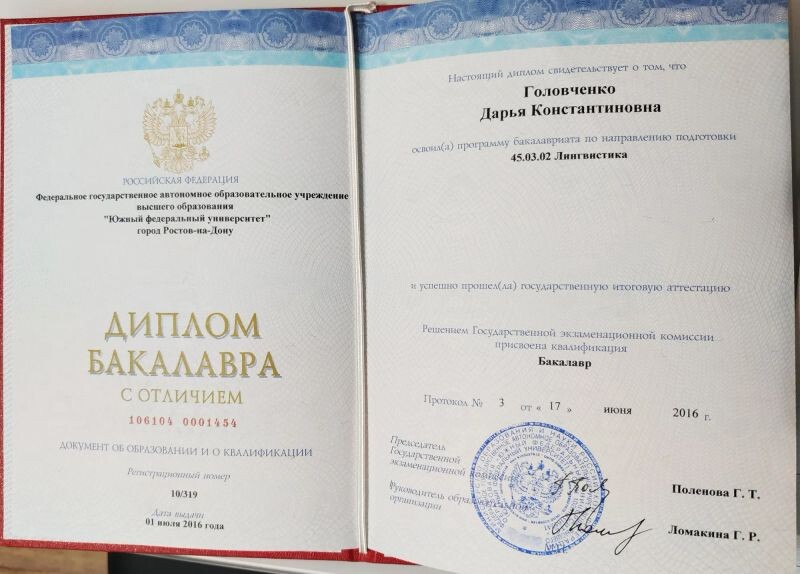 РОССИЙСКАЯ ФЕДЕРАЦИЯ
Федеральное государственное автономное образовательное учреждение
высшего образования
"Южный федеральный университет"
город Ростов-на-Дону
ДИПЛОМ
БАКАЛАВРА
С ОТЛИЧИЕМ
106104 0001454
ДОКУМЕНТ ОБ ОБРАЗОВАНИИ И О КВАЛИФИКАЦИИ
Регистрационный номер
10/319
Дата выдачи
01 июля 2016 года
Настоящий диплом свидетельствует о том, что
Головченко
Дарья Константиновна
освоил(а) программу бакалавриата по направлению подготовки
45.03.02 Лингвистика
и успешно прошел(ла) государственную итоговую аттестацию
Решением Государственной экзаменационной комиссии
присвоена квалификация
Бакалавр
Протокол № 3 от « 17 » июня 2016 г.
Председатель
Государственной
экзаменационной комиссии
Поленова Г. Т.
Руководитель образовательной
организации
Ломакина Г. Р.